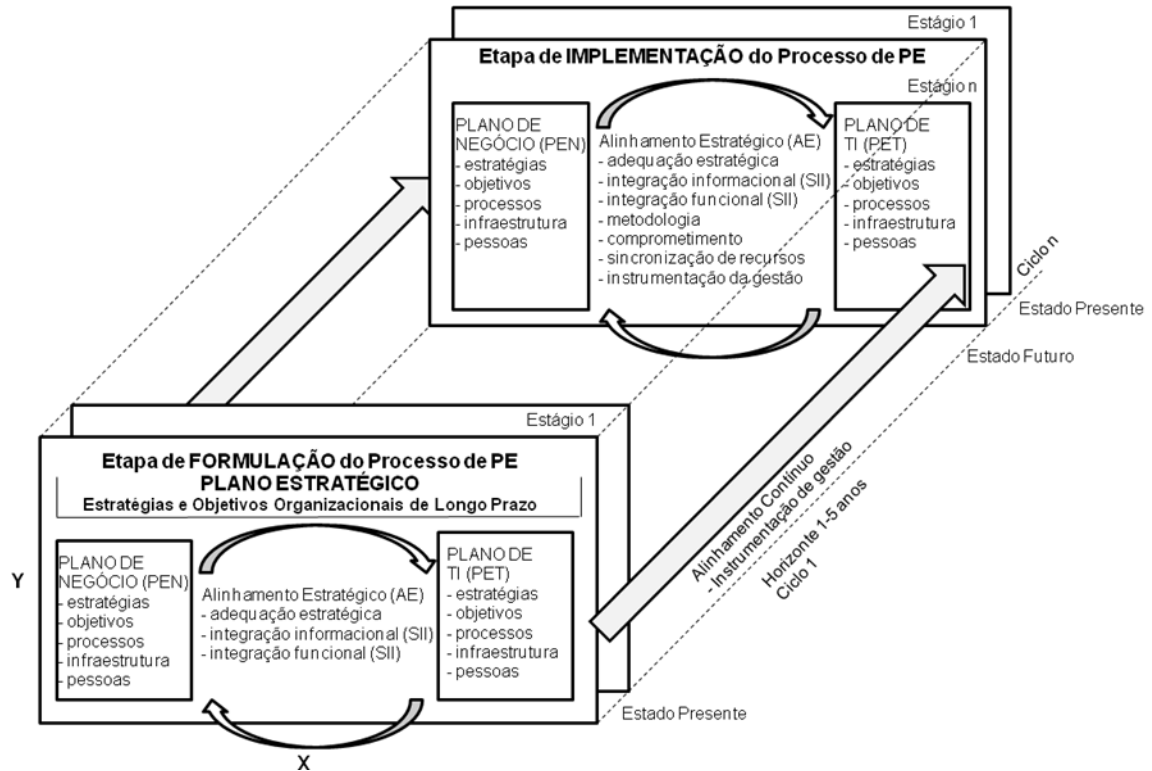 Estágio 1
Etapa de IMPLEMENTAÇÃO do Processo de PE
Estágio n
PLANO DE
NEGÓCIO (PEN)
- estratégias
- objetivos
- processos
- infraestrutura
- pessoas
Alinhamento Estratégico (AE)
- adequação estratégica
- integração informacional (SII)
- integração funcional (SII)
- metodologia
- comprometimento
- sincronização de recursos
- instrumentação da gestão
PLANO DE
TI (PET)
- estratégias
- objetivos
- processos
- infraestrutura
- pessoas
Ciclo n
Estado Presente
Estado Futuro
Estágio 1
Etapa de FORMULAÇÃO do Processo de PE
PLANO ESTRATÉGICO
Estratégias e Objetivos Organizacionais de Longo Prazo
PLANO DE
NEGÓCIO (PEN)
- estratégias
- objetivos
- processos
- infraestrutura
- pessoas
Alinhamento Estratégico (AE)
- adequação estratégica
- integração informacional (SII)
- integração funcional (SII)
PLANO DE
TI (PET)
- estratégias
- objetivos
- processos
- infraestrutura
- pessoas
Alinhamento Contínuo
- Instrumentação de gestão
Horizonte 1-5 anos
Ciclo 1
Estado Presente
Y
X